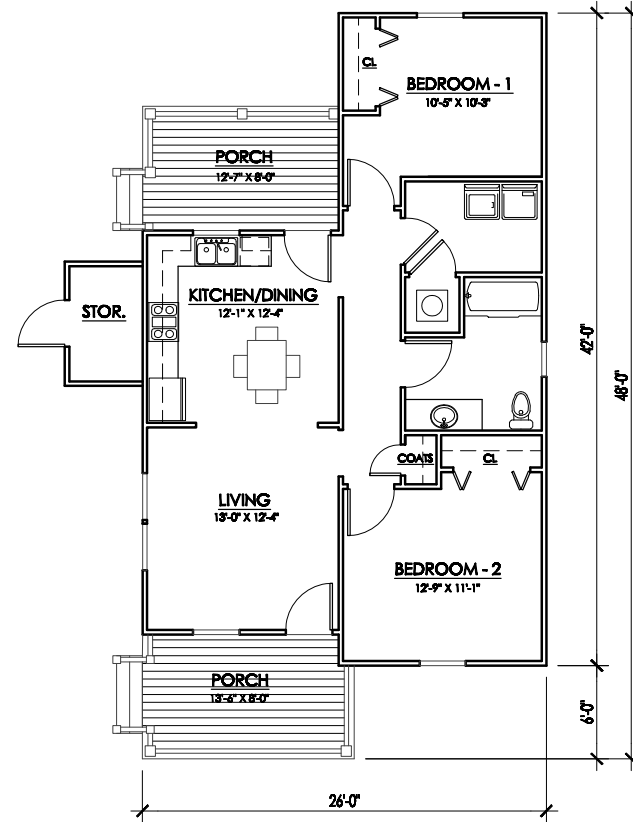 CL
BEDROOM - 1
10'-5" X 10'-3"
PORCH
12'-7" X 8'-0"
KITCHEN/DINING
12'-1" X 12'-4"
STOR.
42'-0"
48'-0"
COATS
CL
LIVING
13'-0" X 12'-4"
BEDROOM - 2
12'-9" X 11'-1"
PORCH
13'-6" X 8'-0"
6'-0"
26'-0"